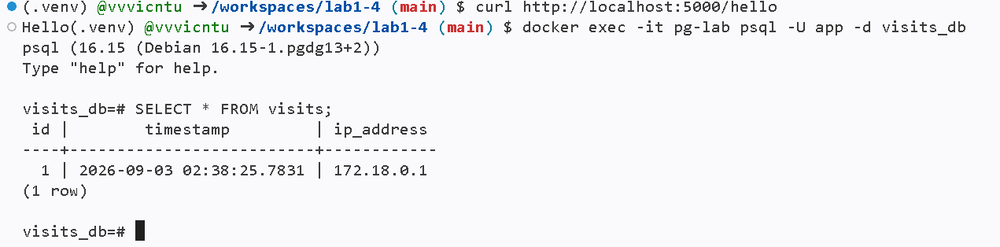 (.venv) @vvvicntu ➜ /workspaces/lab1-4 (main) $ curl http://localhost:5000/hello
Hello(.venv) @vvvicntu ➜ /workspaces/lab1-4 (main) $ docker exec -it pg-lab psql -U app -d visits_db
psql (16.15 (Debian 16.15-1.pgdg13+2))
Type "help" for help.
visits_db=# SELECT * FROM visits;
 id |         timestamp         | ip_address
----+--------------------------+------------
  1 | 2026-09-03 02:38:25.7831 | 172.18.0.1
(1 row)
visits_db=#